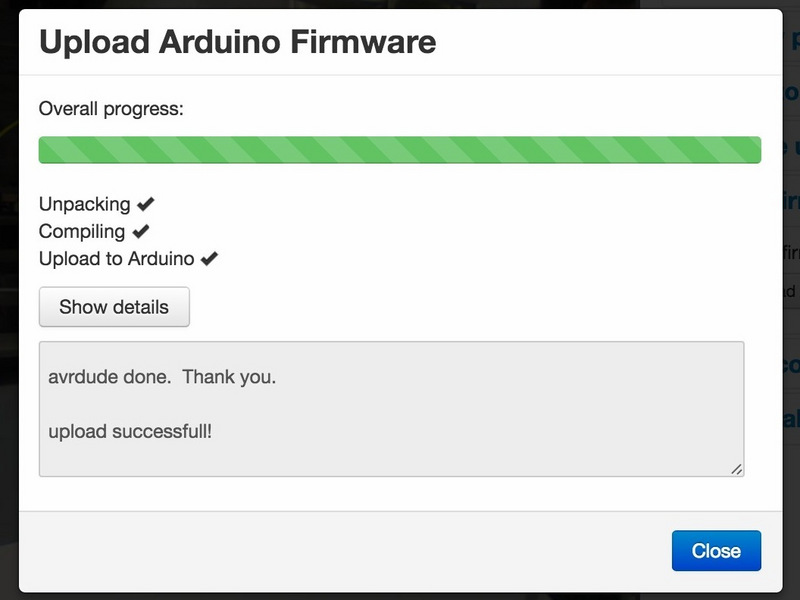 Upload Arduino Firmware
Overall progress:
Unpacking ✔
Compiling ✔
Upload to Arduino ✔
Show details
avrdude done.  Thank you.
upload successfull!
Close